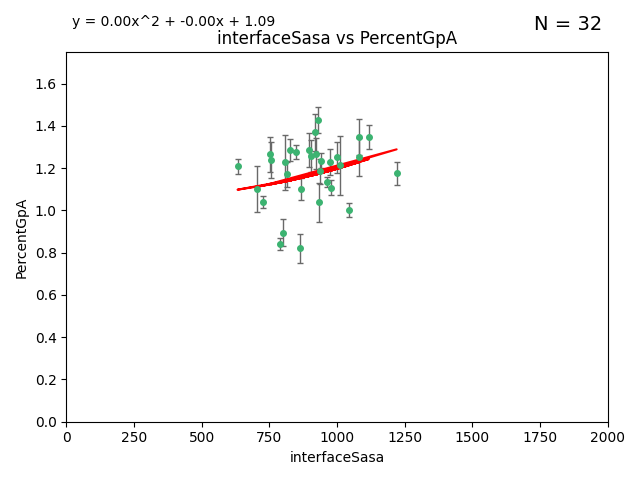 y = 0.00x^2 + -0.00x + 1.09
N = 32
interfaceSasa vs PercentGpA
PercentGpA
1.6
1.4
1.2
1.0
0.8
0.6
0.4
0.2
0.0
0 250 500 750 1000 1250 1500 1750 2000
interfaceSasa